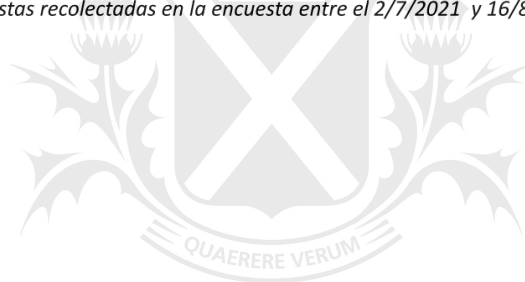 stas recolectadas en la encuesta entre el 2/7/2021 y 16/8
QUAERERE VERUM